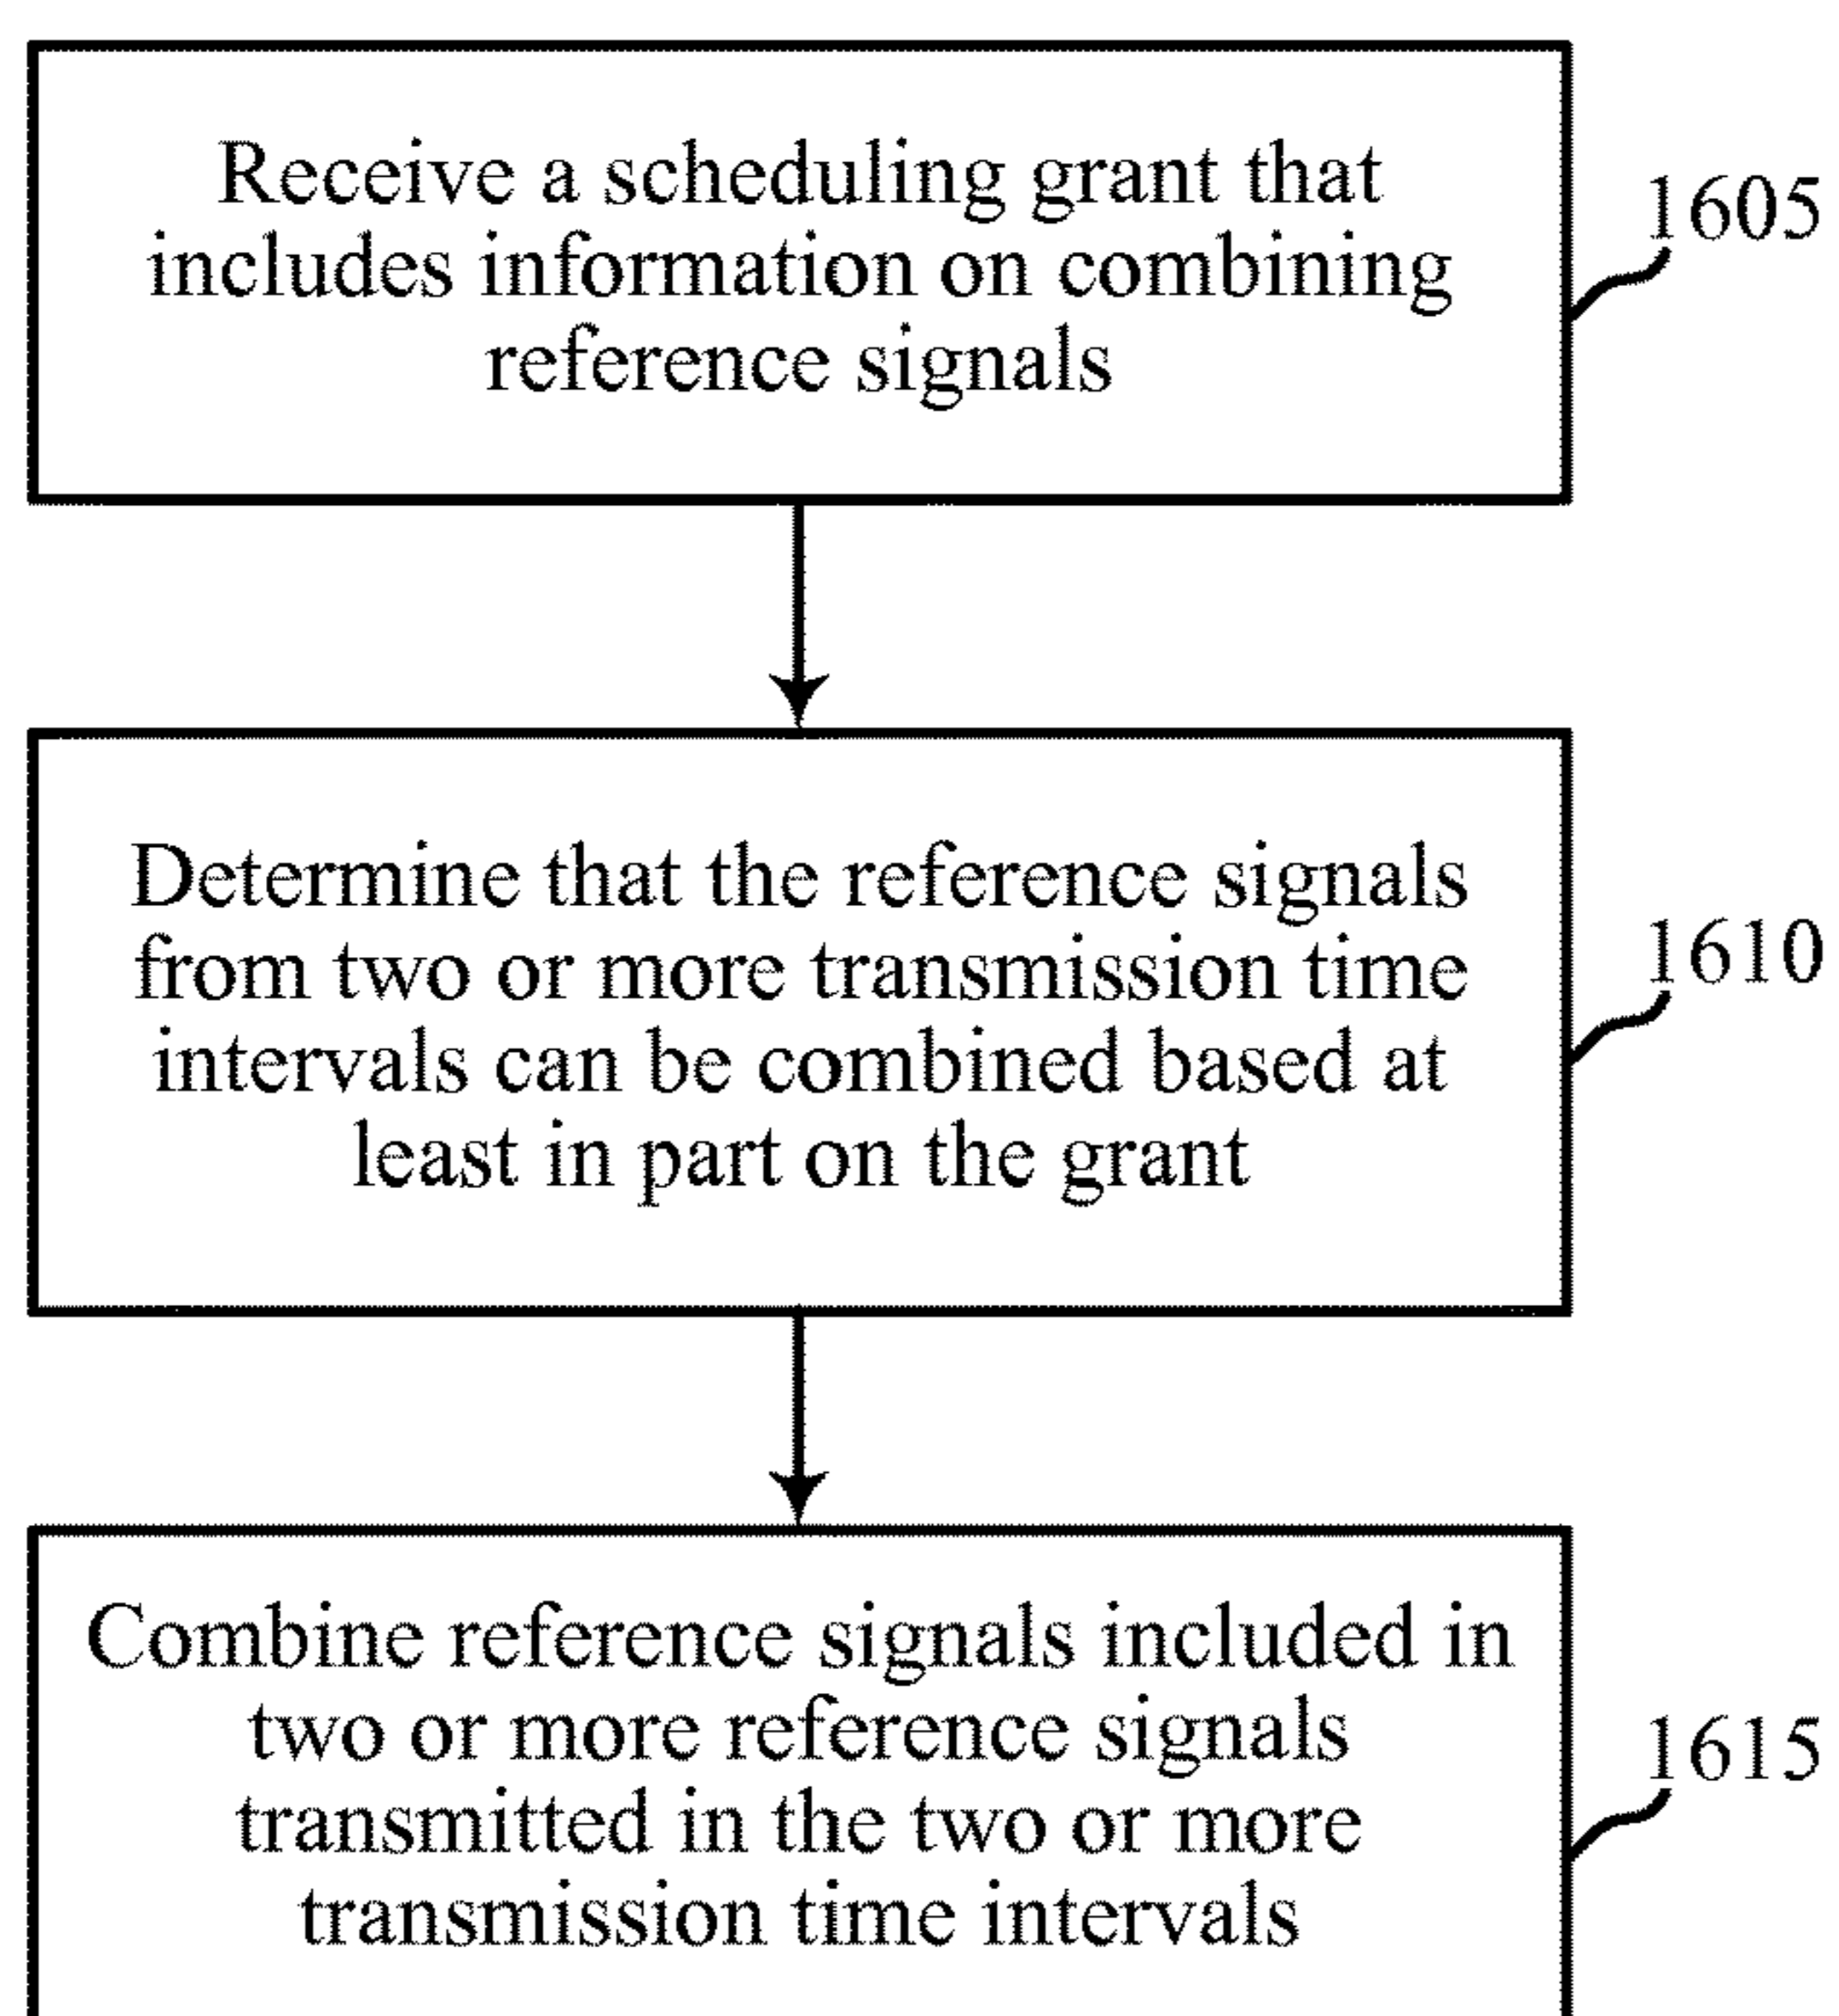 Receive a scheduling grant that
includes information on combining
reference signals
1605
Determine that the reference signals
from two or more transmission time
intervals can be combined based at
least in part on the grant
1610
Combine reference signals included in
two or more reference signals
transmitted in the two or more
transmission time intervals
1615